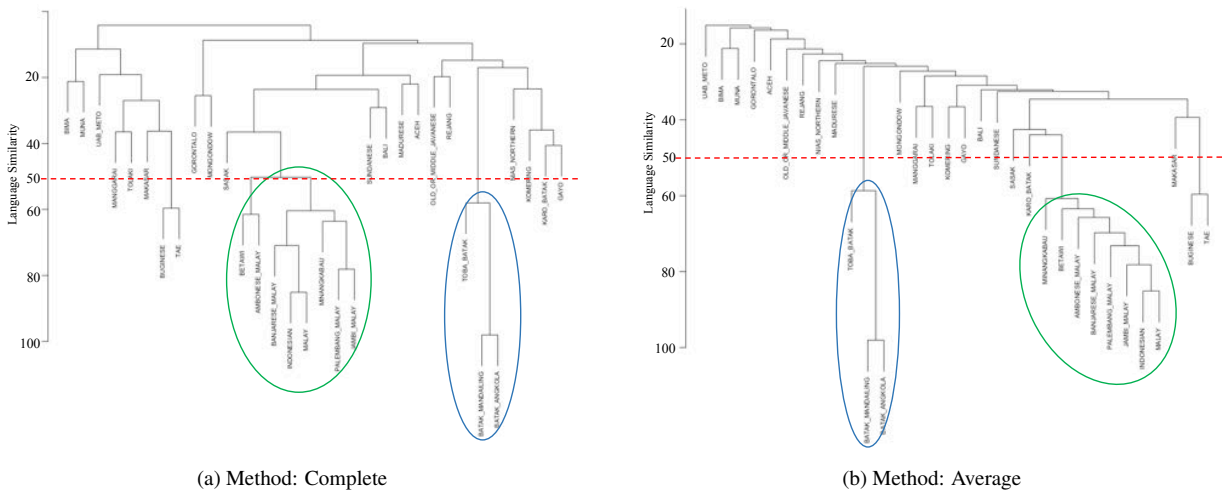 Language Similarity
20
40
50
60
80
100
BIMA
MUNA
UAB_METO
MANGGARAI
TOLAKI
MAKASAR
BUGINESE
TAE
GORONTALO
MONGONDOW
SASAK
BETAWI
AMBONESE_MALAY
BANJARESE_MALAY
INDONESIAN
MALAY
MINANGKABAU
PALEMBANG_MALAY
JAMBI_MALAY
SUNDANESE
BALI
MADURESE
ACEH
OLD_OR_MIDDLE_JAVANESE
REJANG
TOBA_BATAK
BATAK_MANDAILING
BATAK_ANGKOLA
NIAS_NORTHERN
KOMERING
KARO_BATAK
GAYO
(a) Method: Complete
Language Similarity
20
40
50
60
80
100
UAB_METO
BIMA
MUNA
GORONTALO
ACEH
OLD_OR_MIDDLE_JAVANESE
REJANG
NIAS_NORTHERN
MADURESE
TOBA_BATAK
BATAK_MANDAILING
BATAK_ANGKOLA
MONGONDOW
MANGGARAI
TOLAKI
KOMERING
GAYO
BALI
SUNDANESE
SASAK
KARO_BATAK
MINANGKABAU
BETAWI
AMBONESE_MALAY
BANJARESE_MALAY
PALEMBANG_MALAY
JAMBI_MALAY
INDONESIAN
MALAY
MAKASAR
BUGINESE
TAE
(b) Method: Average